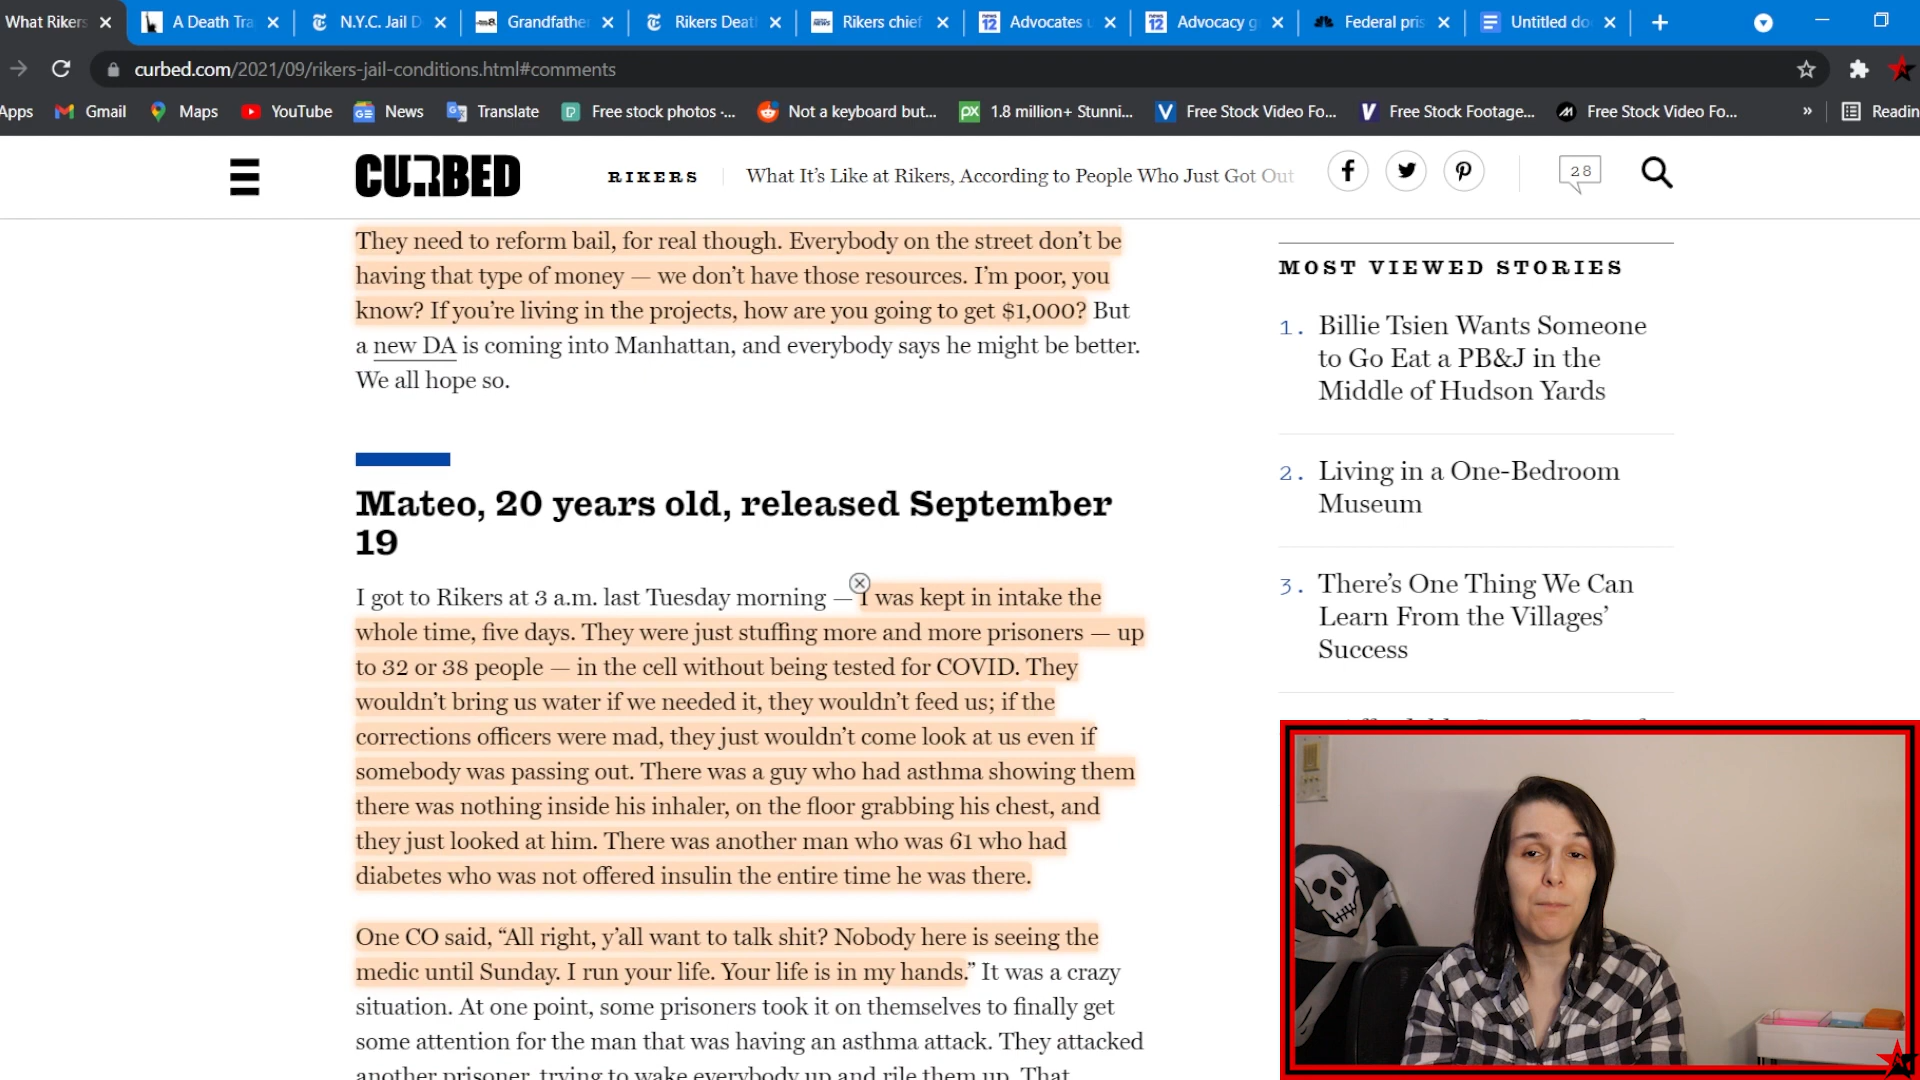 What Rikers
A Death Tra
N.Y.C. Jail D
Grandfathe
Rikers Deat
Rikers chief
Advocates u
Advocacy g
Federal pris
Untitled do
curbed.com/2021/09/rikers-jail-conditions.html#comments
Apps
Gmail
Maps
YouTube
News
Translate
Free stock photos ·...
Not a keyboard but...
1.8 million+ Stunni...
Free Stock Video Fo...
Free Stock Footage...
Free Stock Video Fo...
»
Readin
CURBED
RIKERS
What It’s Like at Rikers, According to People Who Just Got Out
28
They need to reform bail, for real though. Everybody on the street don’t be
having that type of money — we don’t have those resources. I’m poor, you
know? If you’re living in the projects, how are you going to get $1,000? But
a new DA is coming into Manhattan, and everybody says he might be better.
We all hope so.
Mateo, 20 years old, released September
19
I got to Rikers at 3 a.m. last Tuesday morning — I was kept in intake the
whole time, five days. They were just stuffing more and more prisoners — up
to 32 or 38 people — in the cell without being tested for COVID. They
wouldn’t bring us water if we needed it, they wouldn’t feed us; if the
corrections officers were mad, they just wouldn’t come look at us even if
somebody was passing out. There was a guy who had asthma showing them
there was nothing inside his inhaler, on the floor grabbing his chest, and
they just looked at him. There was another man who was 61 who had
diabetes who was not offered insulin the entire time he was there.
One CO said, “All right, y’all want to talk shit? Nobody here is seeing the
medic until Sunday. I run your life. Your life is in my hands.” It was a crazy
situation. At one point, some prisoners took it on themselves to finally get
some attention for the man that was having an asthma attack. They attacked
another prisoner, trying to wake everybody up and rile them up. That
MOST VIEWED STORIES
1. Billie Tsien Wants Someone
to Go Eat a PB&J in the
Middle of Hudson Yards
2. Living in a One-Bedroom
Museum
3. There’s One Thing We Can
Learn From the Villages’
Success